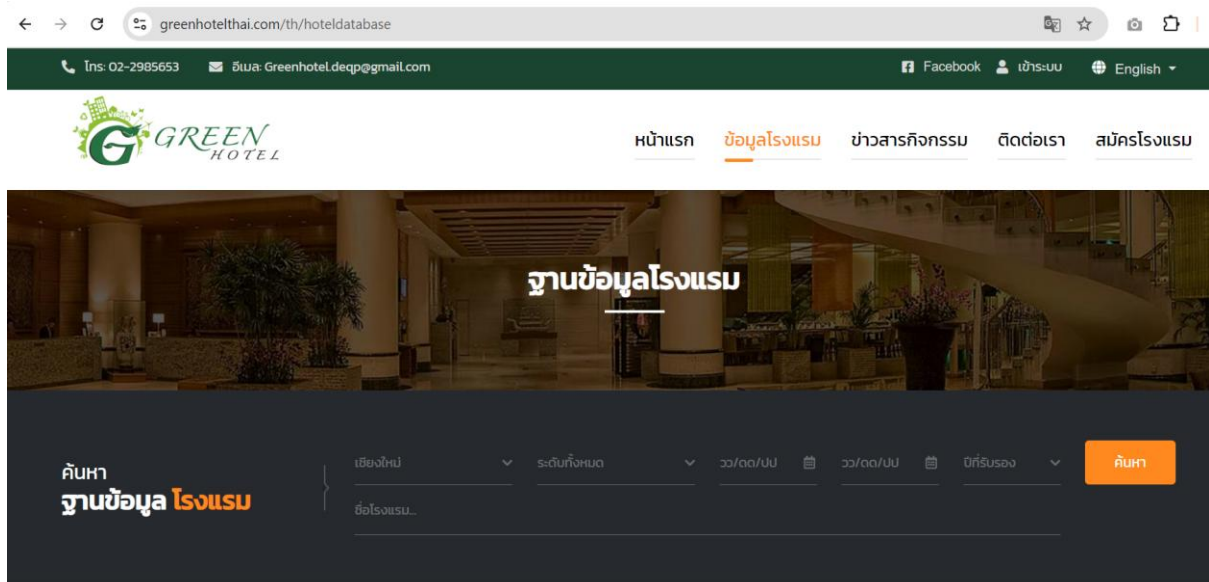 greenhotelthai.com/th/hoteldatabase
โทร: 02-2985653 อีเมล: Greenhotel.deqp@gmail.com Facebook เข้าระบบ English
GREEN
HOTEL
หน้าแรก ข้อมูลโรงแรม ข่าวสารกิจกรรม ติดต่อเรา สมัครโรงแรม
ฐานข้อมูลโรงแรม
ค้นหา
ฐานข้อมูล โรงแรม
เชียงใหม่ ระดับทั้งหมด วว/ดด/ปป วว/ดด/ปป ปีที่รับรอง ค้นหา
ชื่อโรงแรม...